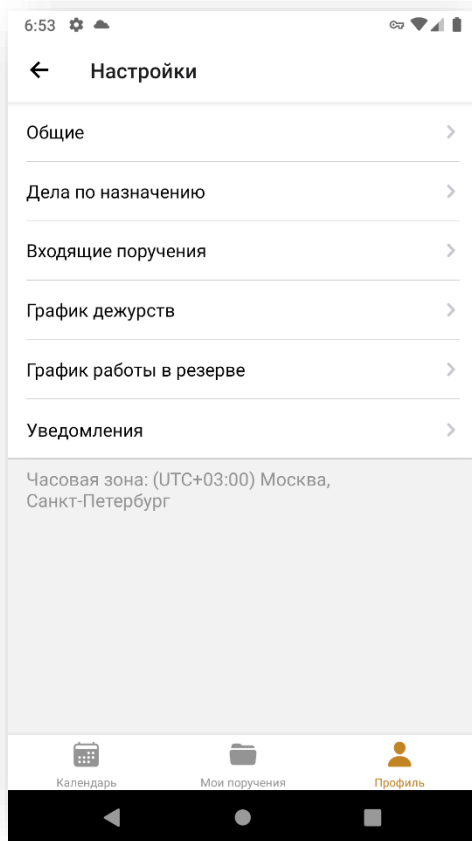 6:53
Настройки
Общие
Дела по назначению
Входящие поручения
График дежурств
График работы в резерве
Уведомления
Часовая зона: (UTC+03:00) Москва,
Санкт-Петербург
Календарь
Мои поручения
Профиль